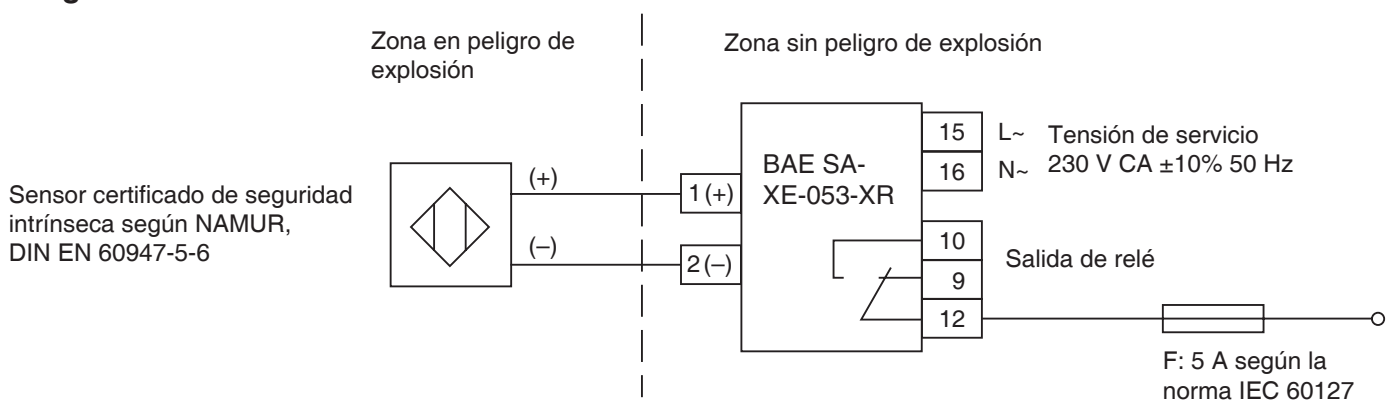 Zona en peligro de
explosión
Zona sin peligro de explosión
Sensor certificado de seguridad
intrínseca según NAMUR,
DIN EN 60947-5-6
(+)
(–)
1 (+)
2 (–)
BAE SA-
XE-053-XR
15
16
10
9
12
L~
N~
Tensión de servicio
230 V CA ±10% 50 Hz
Salida de relé
F: 5 A según la
norma IEC 60127